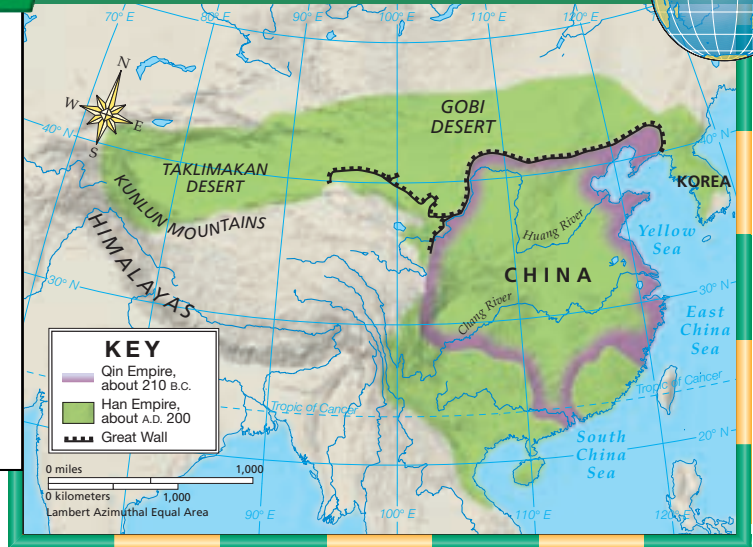 70° E
80° E
90° E
100° E
110° E
120° E
N
W
E
S
40° N
GOBI
DESERT
40° N
TAKLIMAKAN
DESERT
KOREA
KUNLUN MOUNTAINS
Huang River
Yellow
Sea
HIMALAYAS
CHINA
30° N
30° N
Chang River
East
China
Sea
KEY
Qin Empire,
about 210 B.C.
Han Empire,
about A.D. 200
Great Wall
Tropic of Cancer
Tropic of Cancer
South
China
Sea
20° N
0 miles 1,000
0 kilometers 1,000
Lambert Azimuthal Equal Area
90° E
100° E
110° E
120° E